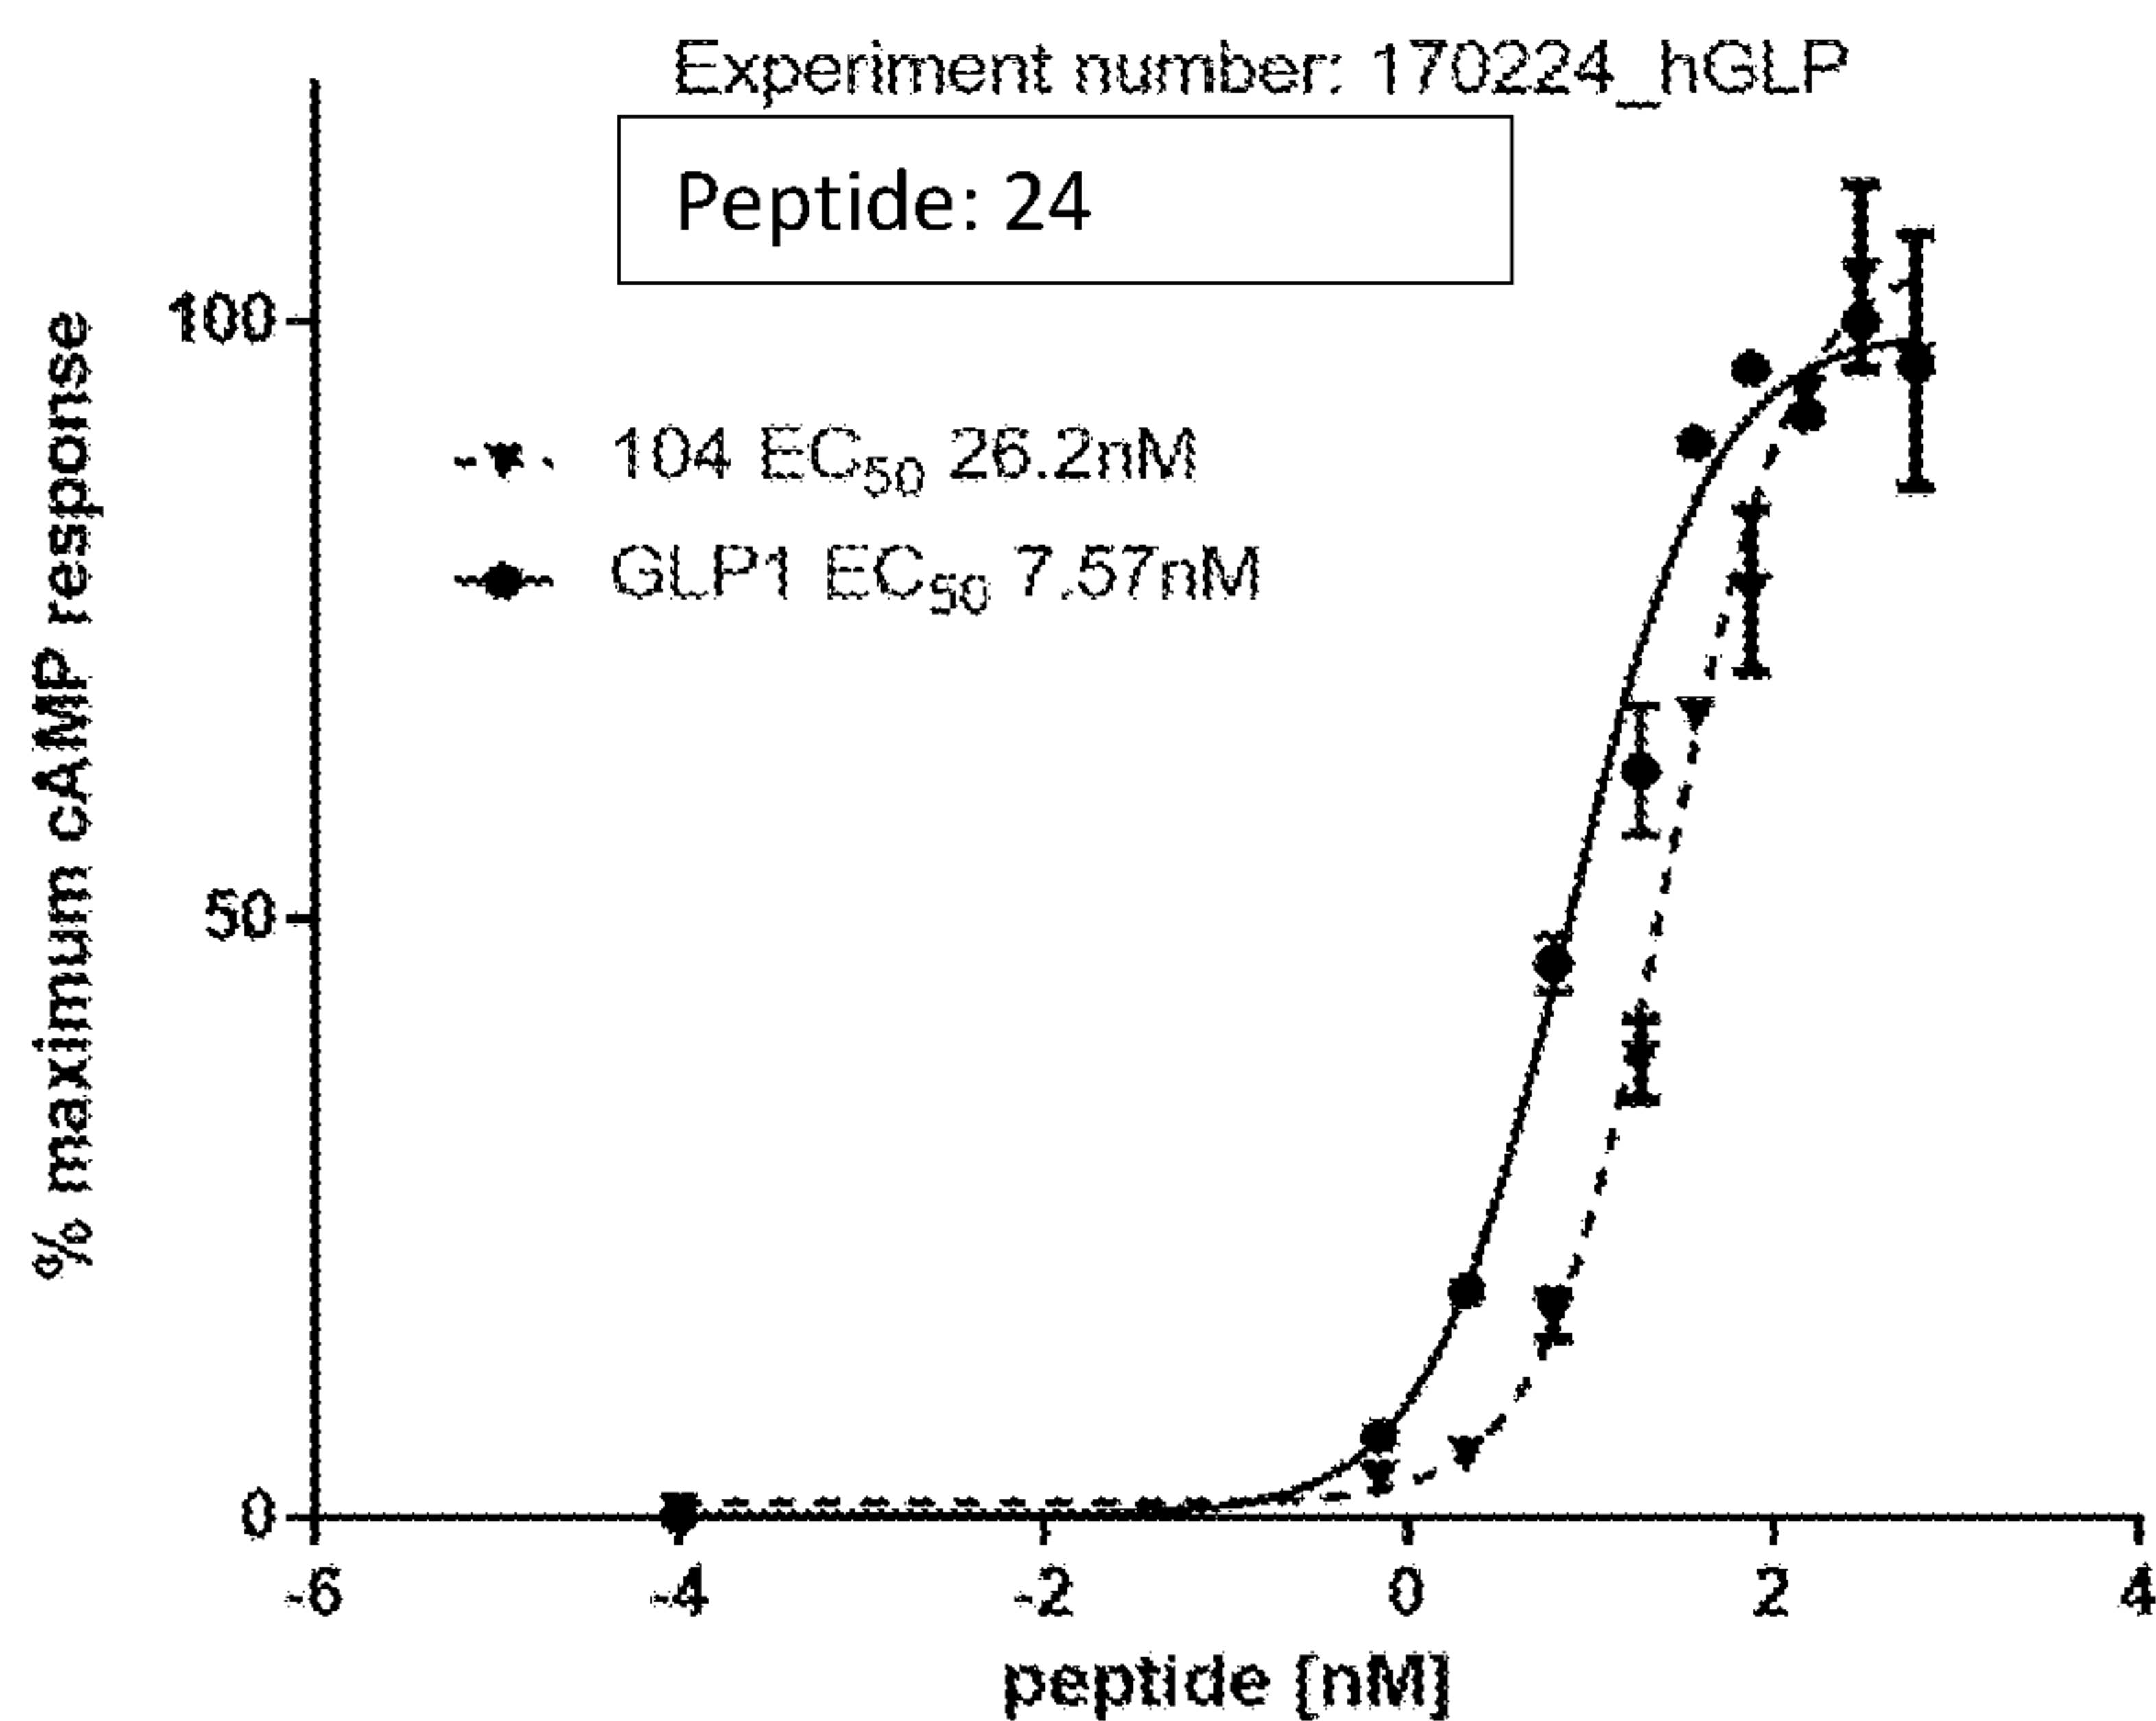 Experiment number: 170224_hGLP
Peptide: 24
100
104 EC50 26.2nM
GLP1 EC50 7.57nM
50
0
-6 -4 -2 0 2 4
% maximum cAMP response
peptide [nM]